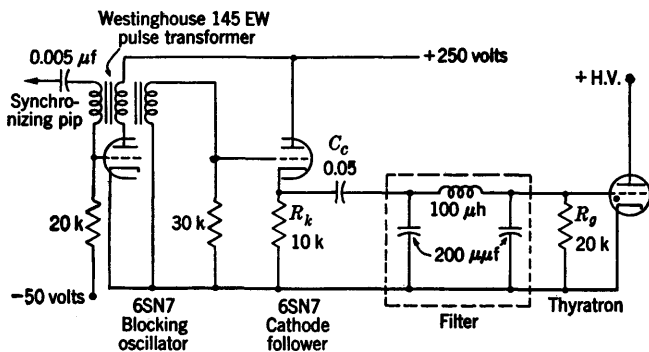 Westinghouse 145 EW
pulse transformer
0.005 μf
+250 volts
+ H.V.
Synchro-
nizing pip
C_c
0.05
100 μh
20 k
30 k
R_k
10 k
200 μμf
R_g
20 k
−50 volts
6SN7
Blocking
oscillator
6SN7
Cathode
follower
Filter
Thyratron